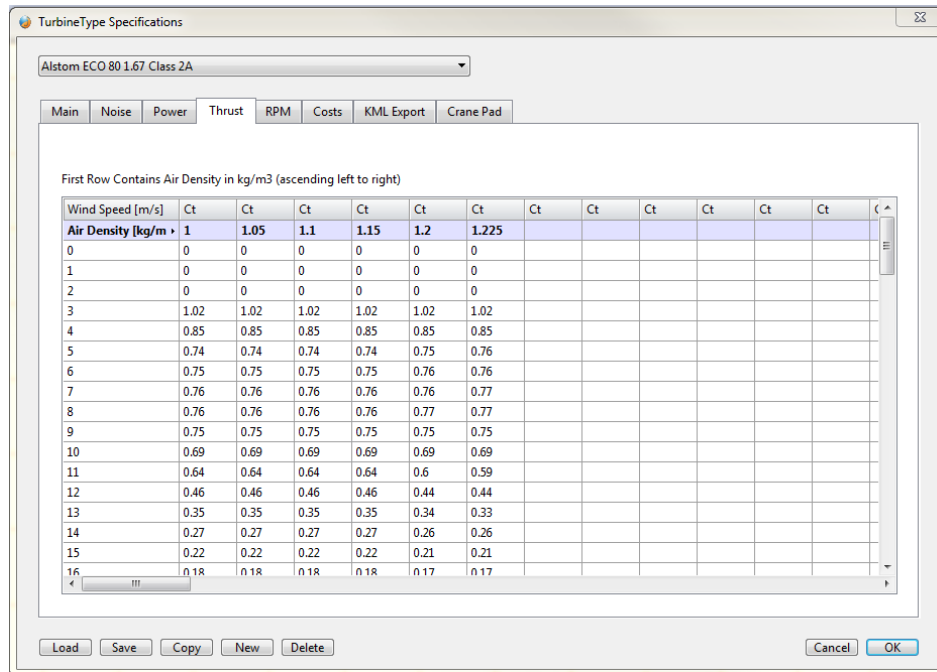 TurbineType Specifications
Alstom ECO 80 1.67 Class 2A
Main Noise Power Thrust RPM Costs KML Export Crane Pad
First Row Contains Air Density in kg/m3 (ascending left to right)
Wind Speed [m/s] Ct Ct Ct Ct Ct Ct Ct Ct Ct Ct Ct Ct
Air Density [kg/m 1 1.05 1.1 1.15 1.2 1.225
0 0 0 0 0 0 0
1 0 0 0 0 0 0
2 0 0 0 0 0 0
3 1.02 1.02 1.02 1.02 1.02 1.02
4 0.85 0.85 0.85 0.85 0.85 0.85
5 0.74 0.74 0.74 0.74 0.75 0.76
6 0.75 0.75 0.75 0.75 0.76 0.76
7 0.76 0.76 0.76 0.76 0.76 0.77
8 0.76 0.76 0.76 0.76 0.77 0.77
9 0.75 0.75 0.75 0.75 0.75 0.75
10 0.69 0.69 0.69 0.69 0.69 0.69
11 0.64 0.64 0.64 0.64 0.6 0.59
12 0.46 0.46 0.46 0.46 0.44 0.44
13 0.35 0.35 0.35 0.35 0.34 0.33
14 0.27 0.27 0.27 0.27 0.26 0.26
15 0.22 0.22 0.22 0.22 0.21 0.21
16 0.18 0.18 0.18 0.18 0.17 0.17
Load Save Copy New Delete Cancel OK